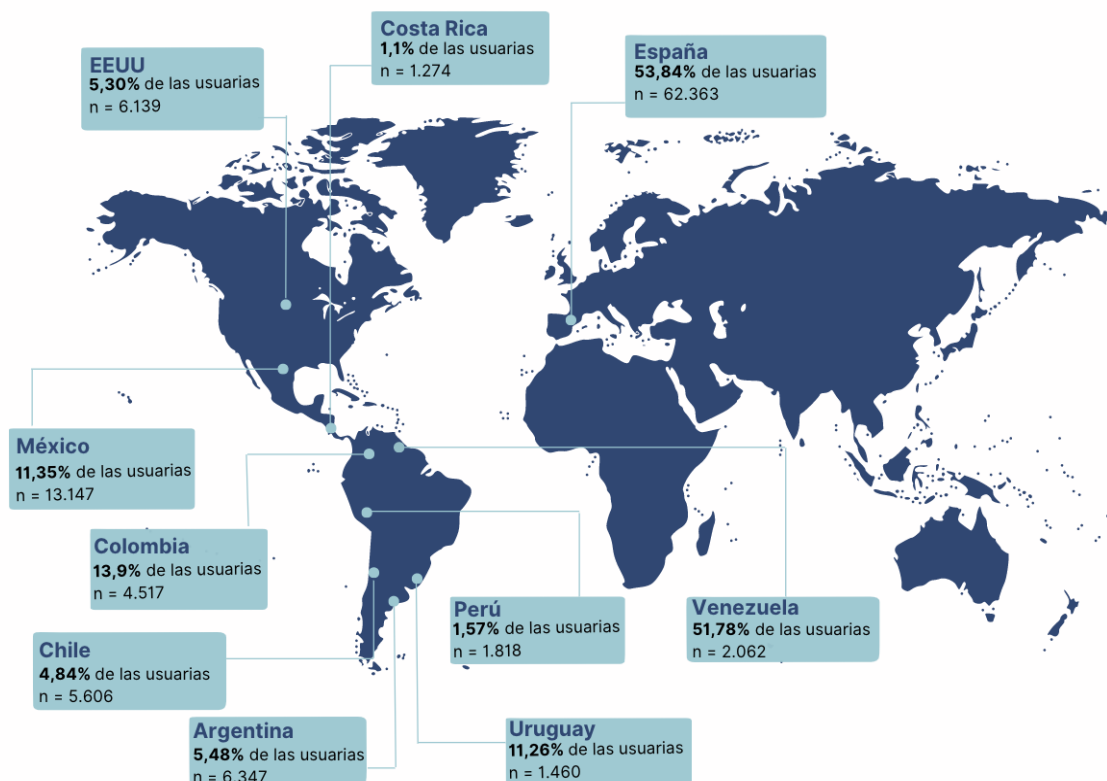 Costa Rica
1,1% de las usuarias
n = 1.274
EEUU
5,30% de las usuarias
n = 6.139
España
53,84% de las usuarias
n = 62.363
México
11,35% de las usuarias
n = 13.147
Colombia
13,9% de las usuarias
n = 4.517
Perú
1,57% de las usuarias
n = 1.818
Venezuela
51,78% de las usuarias
n = 2.062
Chile
4,84% de las usuarias
n = 5.606
Argentina
5,48% de las usuarias
n = 6.347
Uruguay
11,26% de las usuarias
n = 1.460